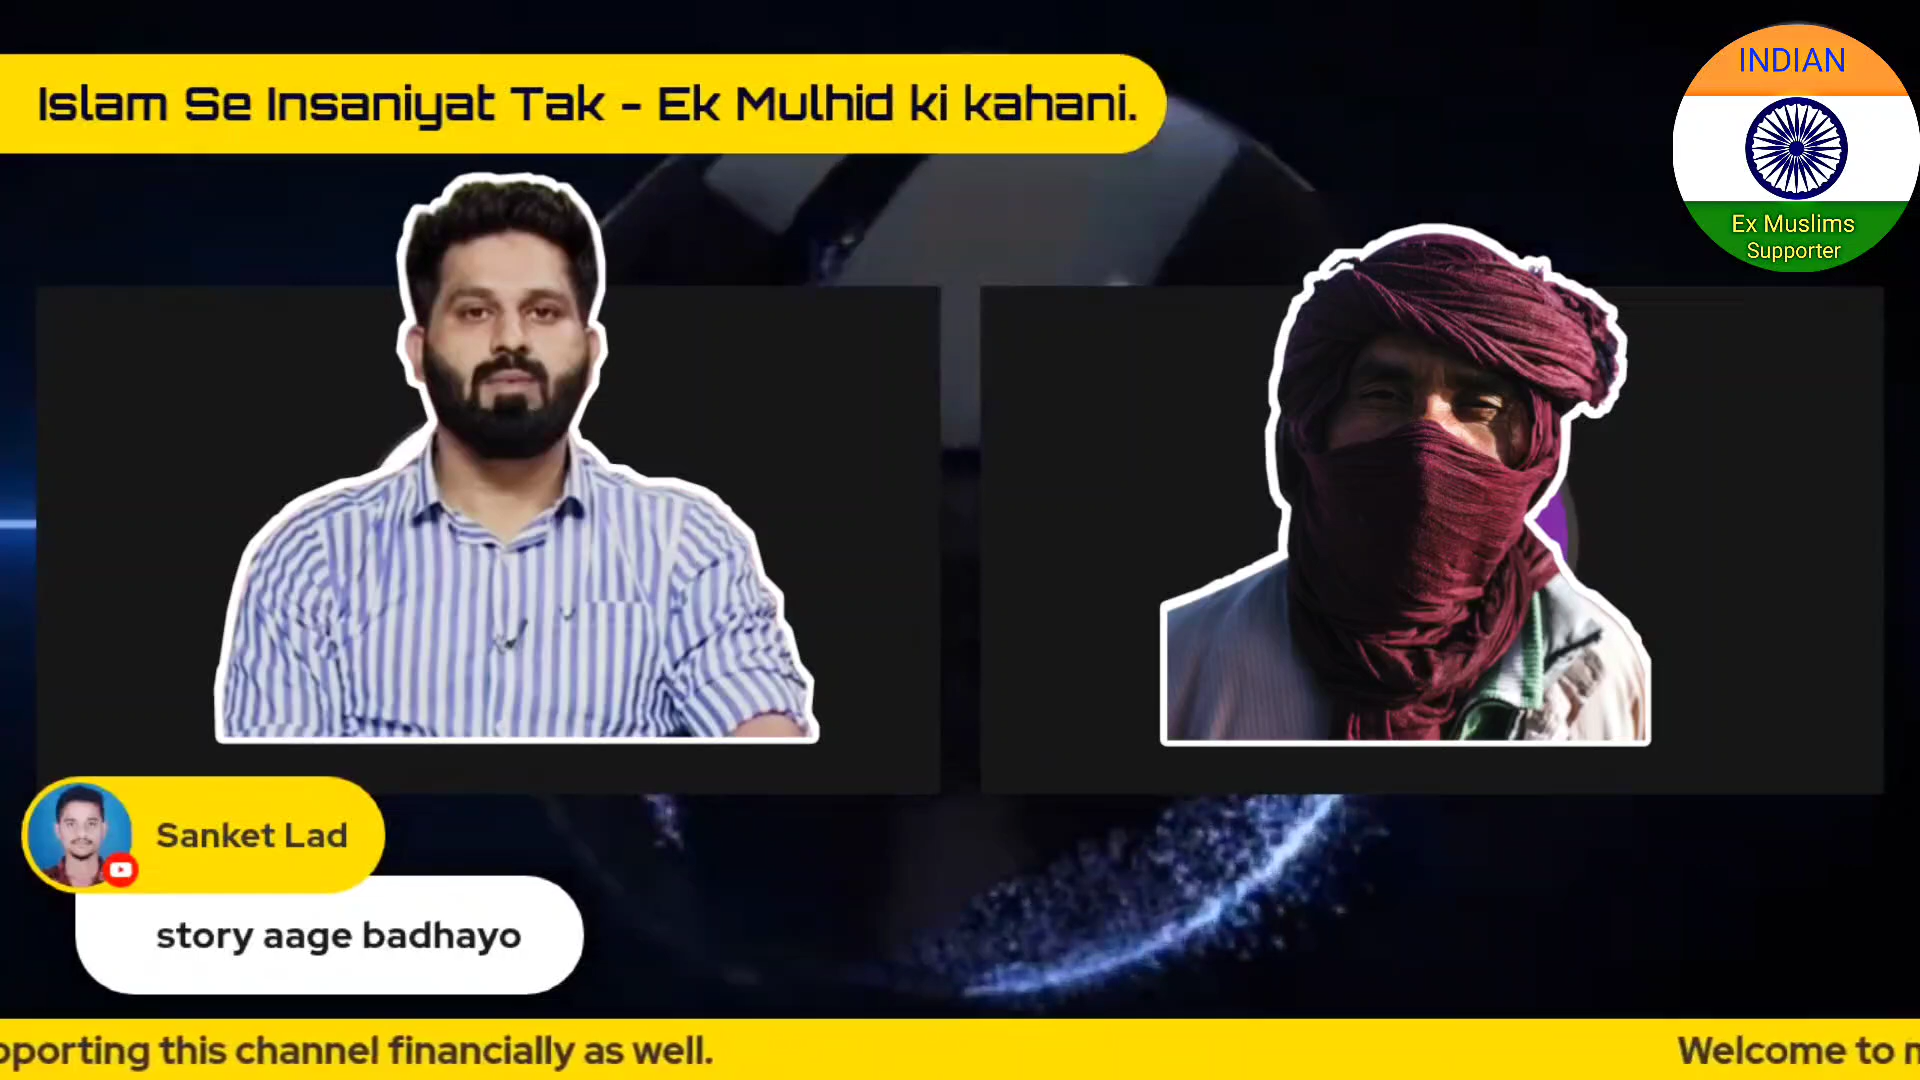 Islam Se Insaniyat Tak - Ek Mulhid ki kahani.
INDIAN
Ex Muslims
Supporter
Sanket Lad
story aage badhayo
this channel financially as well.
Welcome to